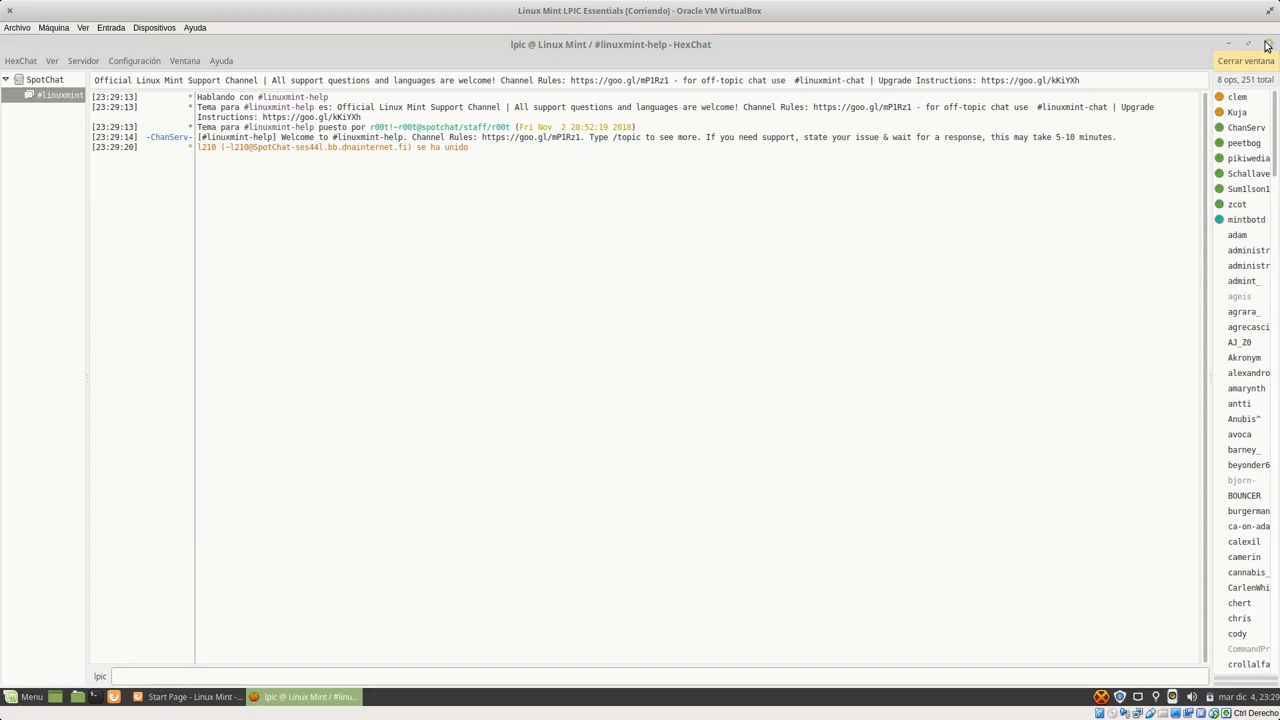 Linux Mint LPIC Essentials [Corriendo] - Oracle VM VirtualBox
Archivo Máquina Ver Entrada Dispositivos Ayuda
lpic @ Linux Mint / #linuxmint-help - HexChat
HexChat Ver Servidor Configuración Ventana Ayuda
Cerrar ventana
SpotChat
#linuxmint
Official Linux Mint Support Channel | All support questions and languages are welcome! Channel Rules: https://goo.gl/mP1Rz1 - for off-topic chat use #linuxmint-chat | Upgrade Instructions: https://goo.gl/kKiYXh
8 ops, 251 total
[23:29:13] * Hablando con #linuxmint-help
[23:29:13] * Tema para #linuxmint-help es: Official Linux Mint Support Channel | All support questions and languages are welcome! Channel Rules: https://goo.gl/mP1Rz1 - for off-topic chat use #linuxmint-chat | Upgrade
Instructions: https://goo.gl/kKiYXh
[23:29:13] * Tema para #linuxmint-help puesto por r00t!~r00t@spotchat/staff/r00t (Fri Nov 2 20:52:19 2018)
[23:29:14] -ChanServ- [#linuxmint-help] Welcome to #linuxmint-help. Channel Rules: https://goo.gl/mP1Rz1. Type /topic to see more. If you need support, state your issue & wait for a response, this may take 5-10 minutes.
[23:29:20] * l210 (~l210@SpotChat-ses44l.bb.dnainternet.fi) se ha unido
clem
Kuja
ChanServ
peetbog
pikiwedia
Schallave
Sum1lson1
zcot
mintbotd
adam
administr
administr
admint_
ageis
agrara_
agrecasci
AJ_Z0
Akronym
alexandro
amarynth
antti
Anubis^
avoca
barney_
beyonder6
bjorn-
BOUNCER
burgerman
ca-on-ada
calexil
camerin
cannabis_
CarlenWhi
chert
chris
cody
CommandPr
crollalfa
lpic
Menu Start Page - Linux Mint -... lpic @ Linux Mint / #linu... mar dic 4, 23:29
Ctrl Derecho